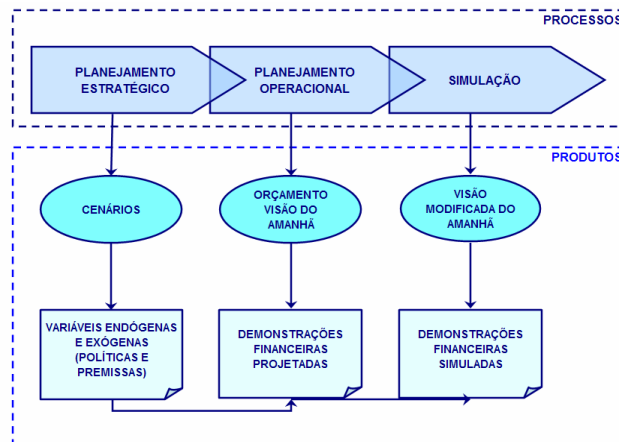 PROCESSOS
PLANEJAMENTO
ESTRATÉGICO
PLANEJAMENTO
OPERACIONAL
SIMULAÇÃO
PRODUTOS
CENÁRIOS
ORÇAMENTO
VISÃO DO
AMANHÃ
VISÃO
MODIFICADA DO
AMANHÃ
VARIÁVEIS ENDÓGENAS
E EXÓGENAS
(POLÍTICAS E
PREMISSAS)
DEMONSTRAÇÕES
FINANCEIRAS
PROJETADAS
DEMONSTRAÇÕES
FINANCEIRAS
SIMULADAS